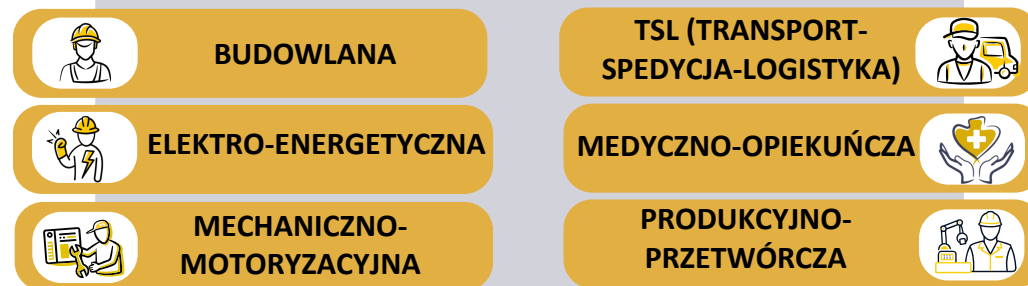 BUDOWLANA
ELEKTRO-ENERGETYCZNA
MECHANICZNO-
MOTORYZACYJNA
TSL (TRANSPORT-
SPEDYCJA-LOGISTYKA)
MEDYCZNO-OPIEKUŃCZA
PRODUKCYJNO-
PRZETWÓRCZA